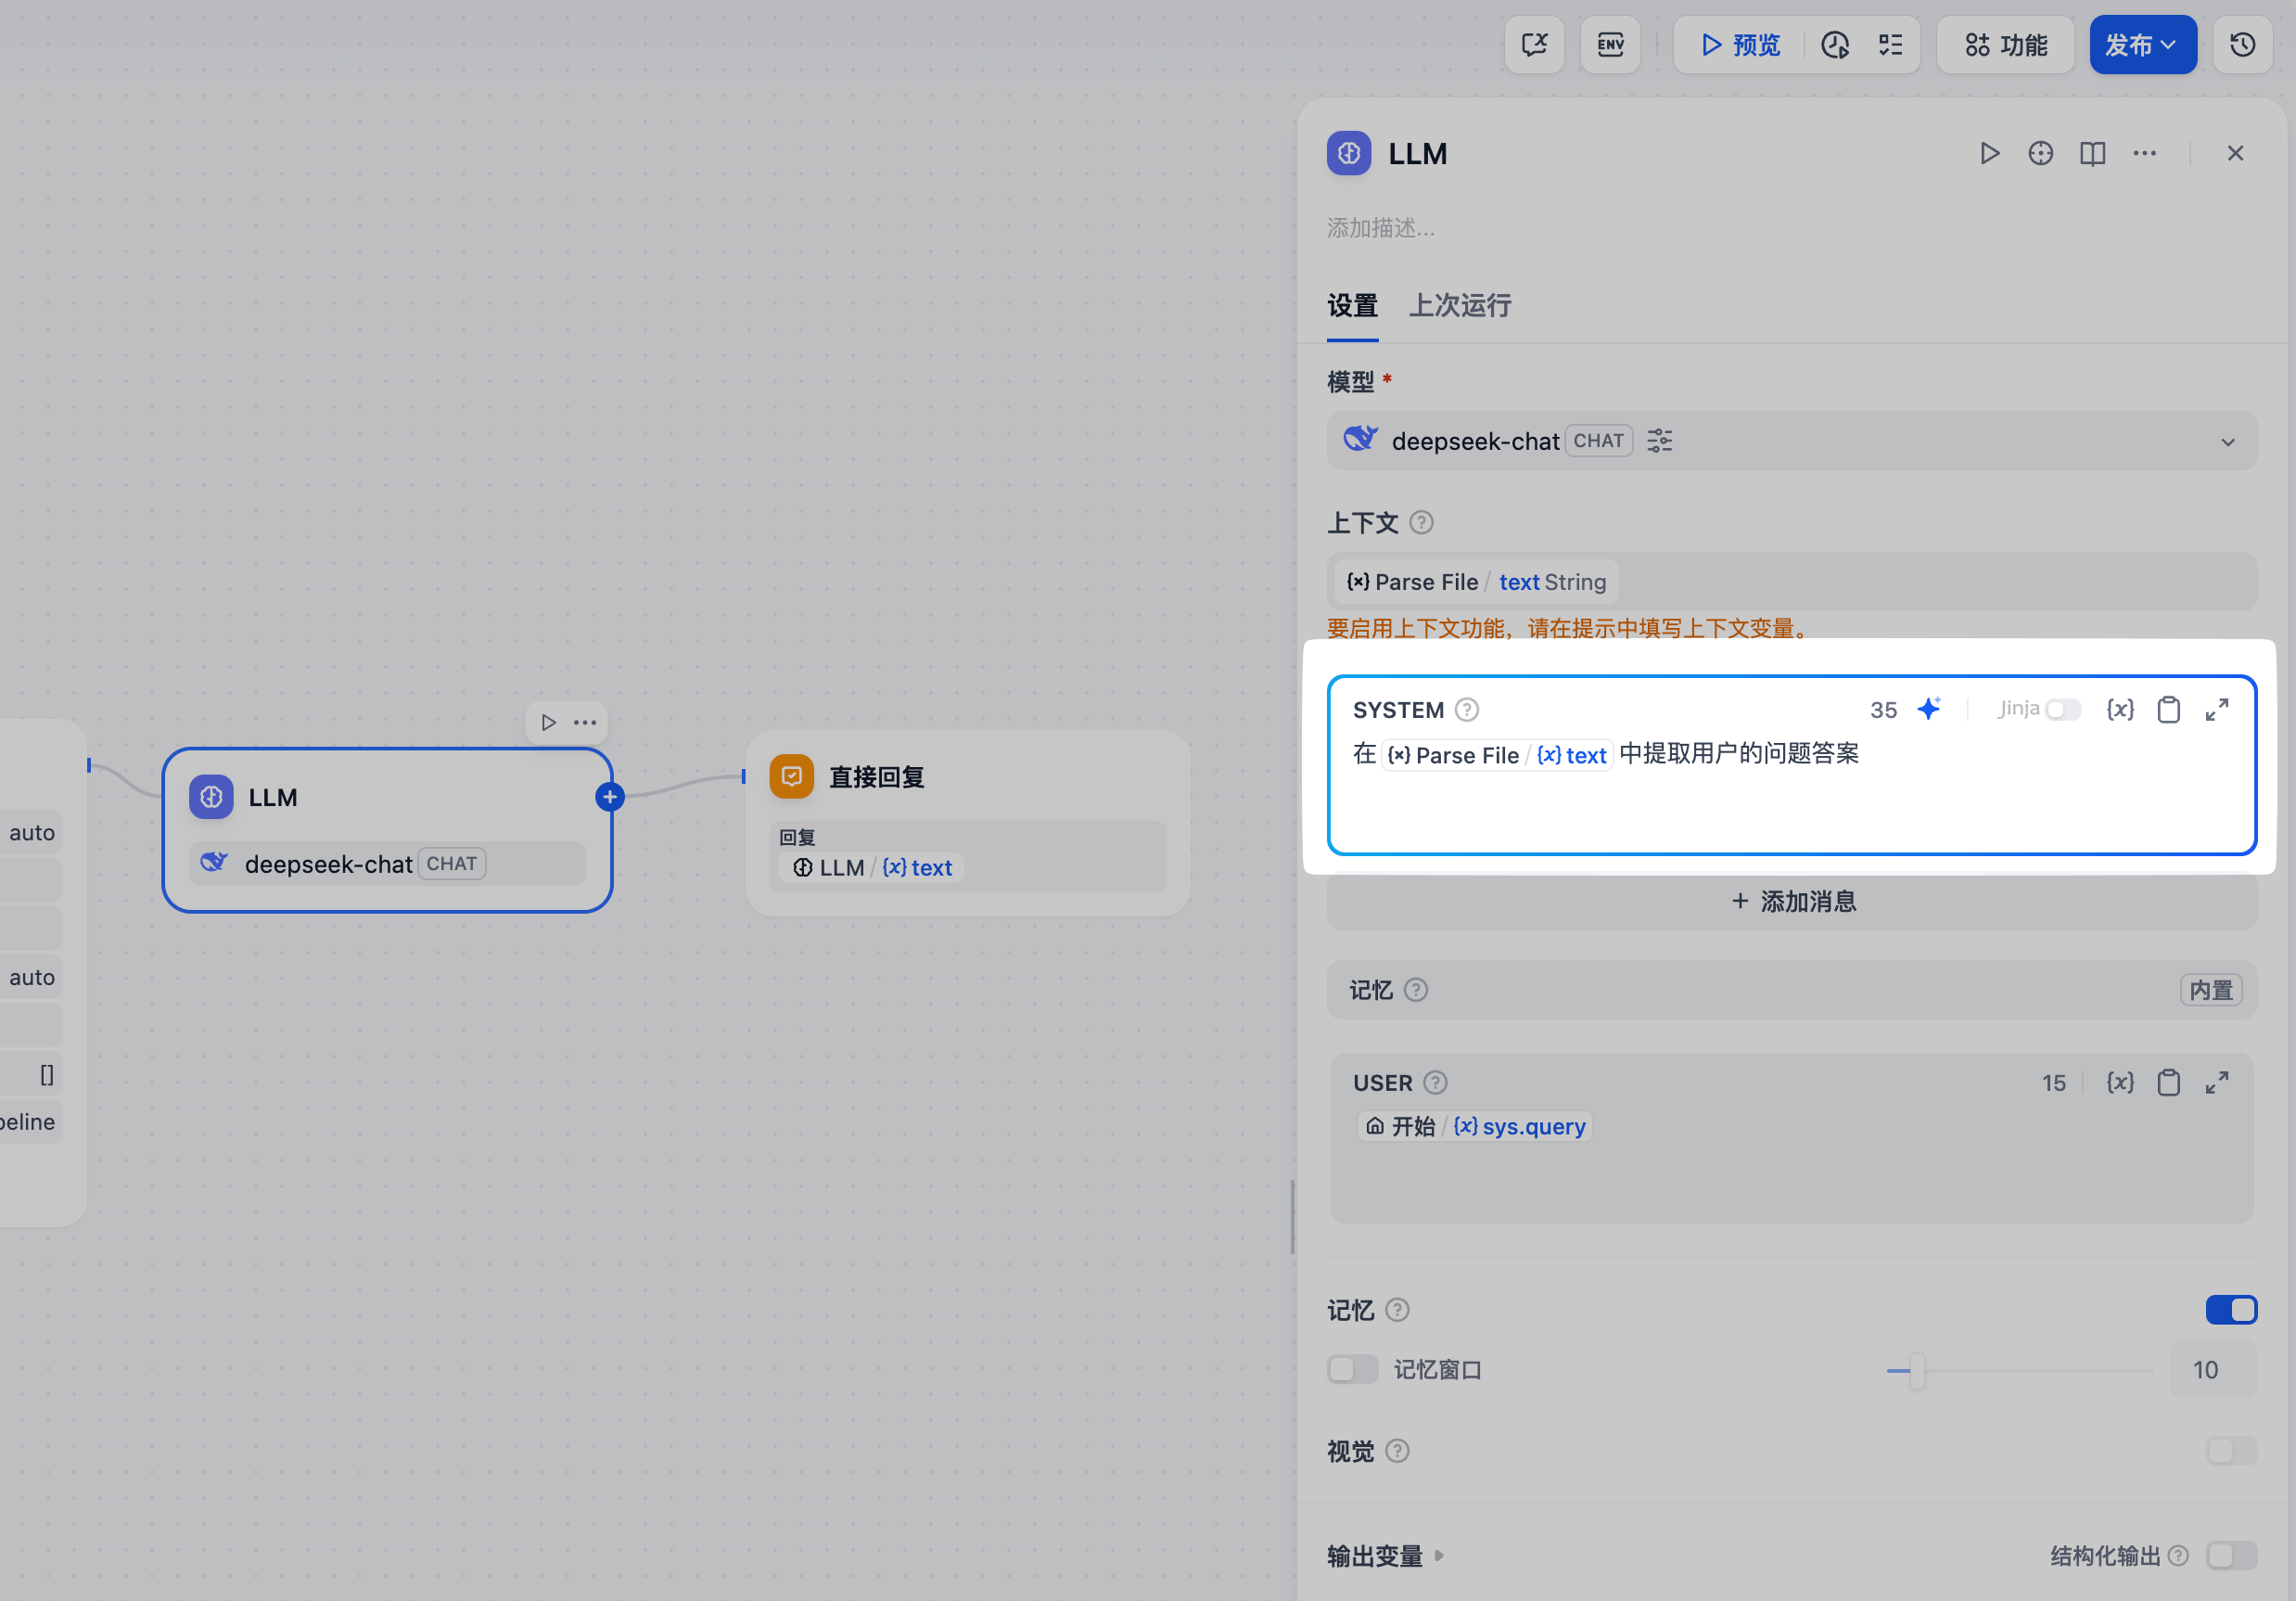 ENV
预览
功能
发布
LLM
添加描述...
设置 上次运行
模型 *
deepseek-chat CHAT
上下文
{x} Parse File / text String
要启用上下文功能，请在提示中填写上下文变量。
SYSTEM 35 Jinja {x}
在 {x} Parse File / {x} text 中提取用户的问题答案
+ 添加消息
记忆 内置
USER 15 {x}
开始 / {x} sys.query
记忆
记忆窗口 10
视觉
输出变量 结构化输出
auto
auto
[]
peline
LLM
deepseek-chat CHAT
直接回复
回复
LLM / {x} text